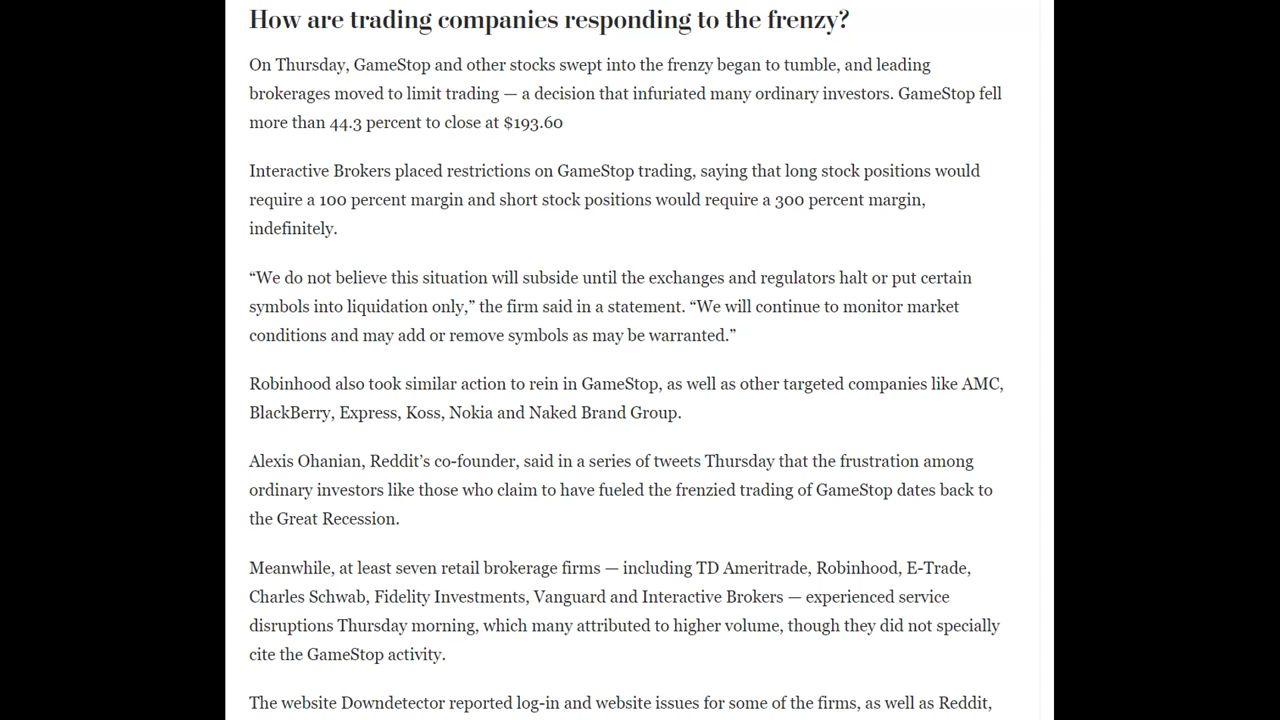 How are trading companies responding to the frenzy?
On Thursday, GameStop and other stocks swept into the frenzy began to tumble, and leading
brokerages moved to limit trading — a decision that infuriated many ordinary investors. GameStop fell
more than 44.3 percent to close at $193.60
Interactive Brokers placed restrictions on GameStop trading, saying that long stock positions would
require a 100 percent margin and short stock positions would require a 300 percent margin,
indefinitely.
“We do not believe this situation will subside until the exchanges and regulators halt or put certain
symbols into liquidation only,” the firm said in a statement. “We will continue to monitor market
conditions and may add or remove symbols as may be warranted.”
Robinhood also took similar action to rein in GameStop, as well as other targeted companies like AMC,
BlackBerry, Express, Koss, Nokia and Naked Brand Group.
Alexis Ohanian, Reddit’s co-founder, said in a series of tweets Thursday that the frustration among
ordinary investors like those who claim to have fueled the frenzied trading of GameStop dates back to
the Great Recession.
Meanwhile, at least seven retail brokerage firms — including TD Ameritrade, Robinhood, E-Trade,
Charles Schwab, Fidelity Investments, Vanguard and Interactive Brokers — experienced service
disruptions Thursday morning, which many attributed to higher volume, though they did not specially
cite the GameStop activity.
The website Downdetector reported log-in and website issues for some of the firms, as well as Reddit,